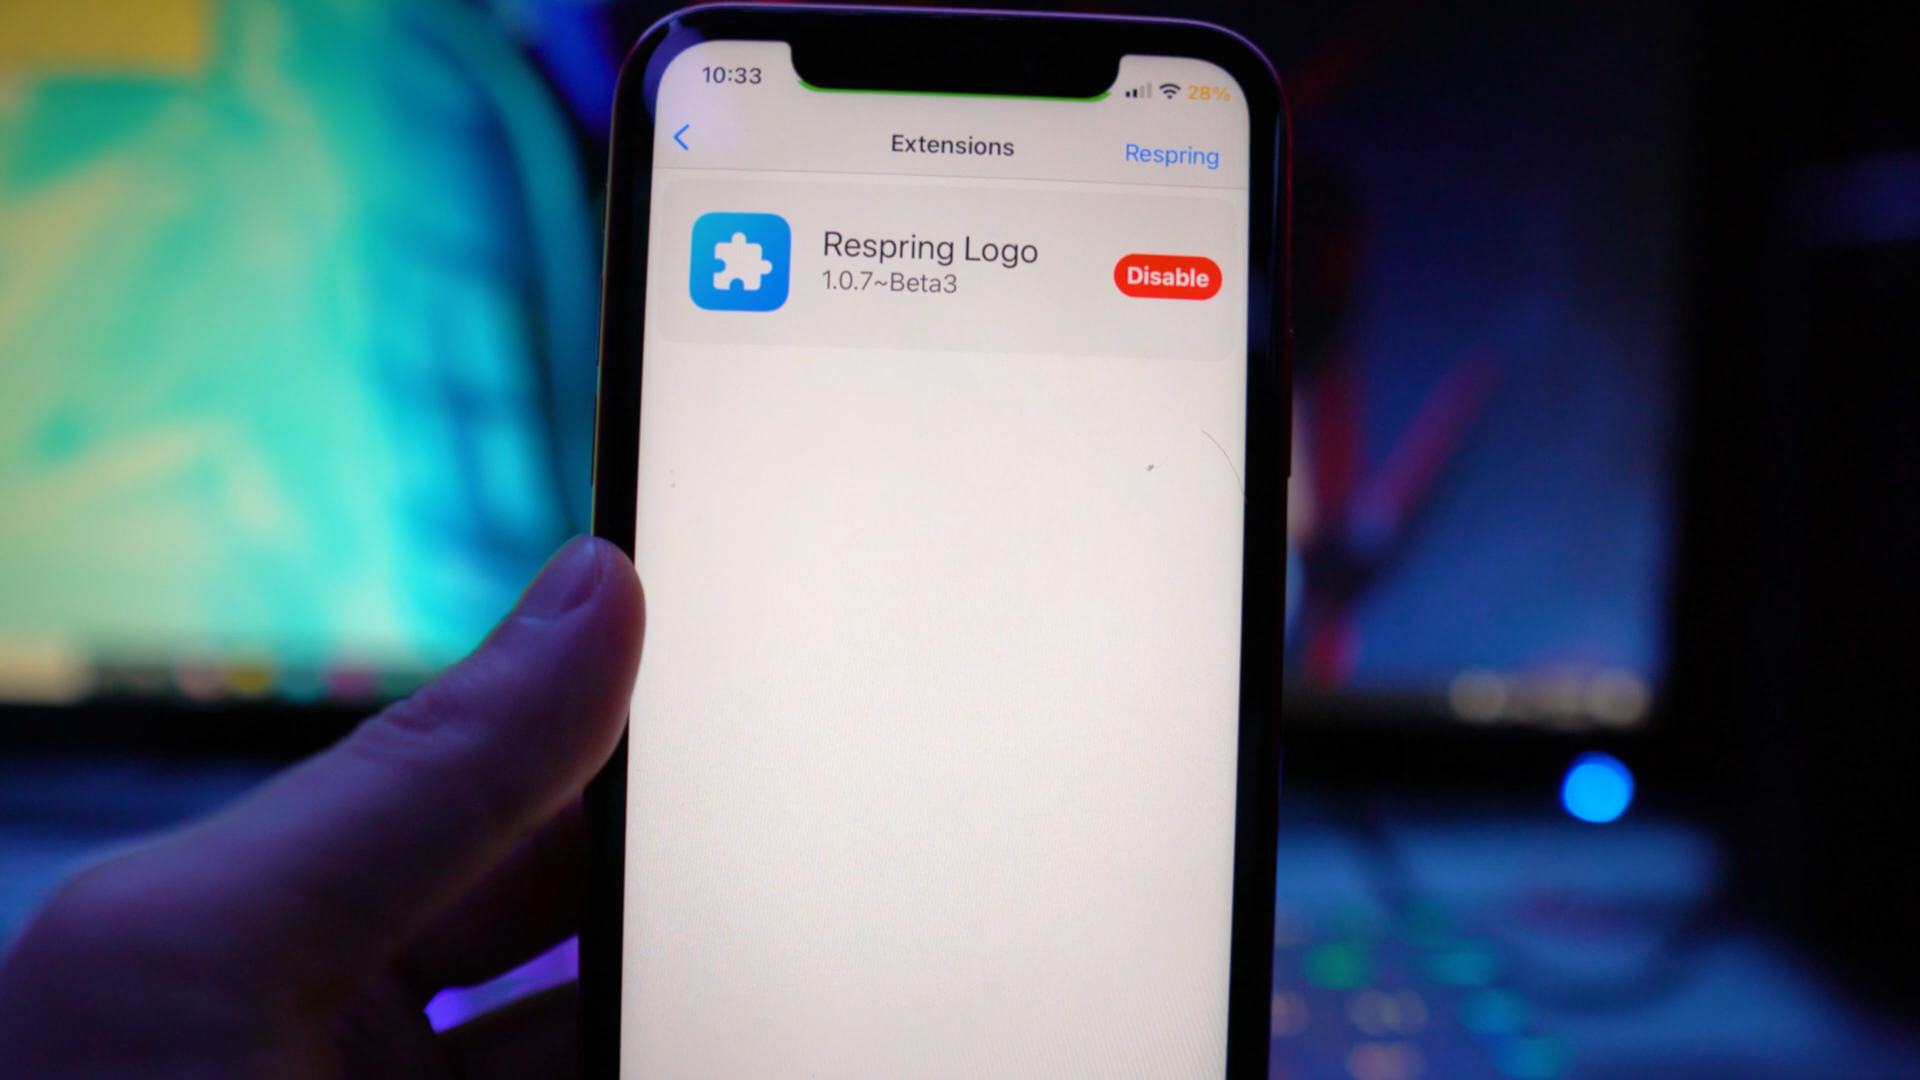 10:33
28%
Extensions
Respring
Respring Logo
1.0.7~Beta3
Disable